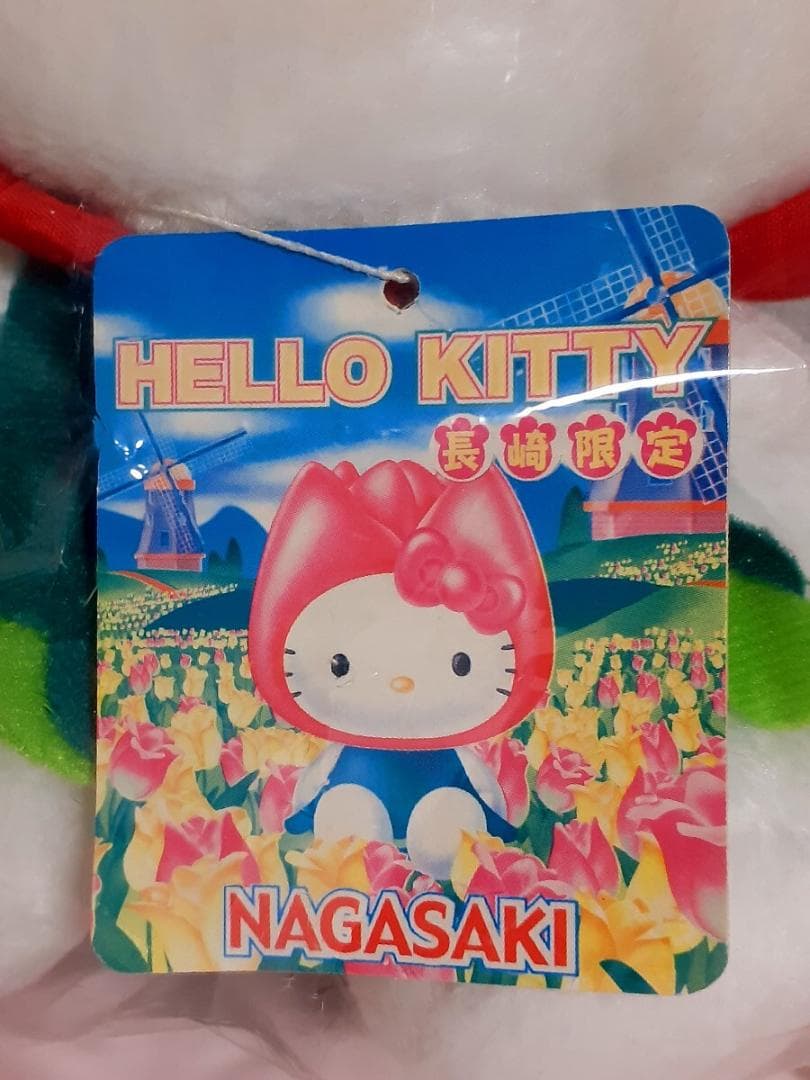 HELLO KITTY
長崎限定
NAGASAKI